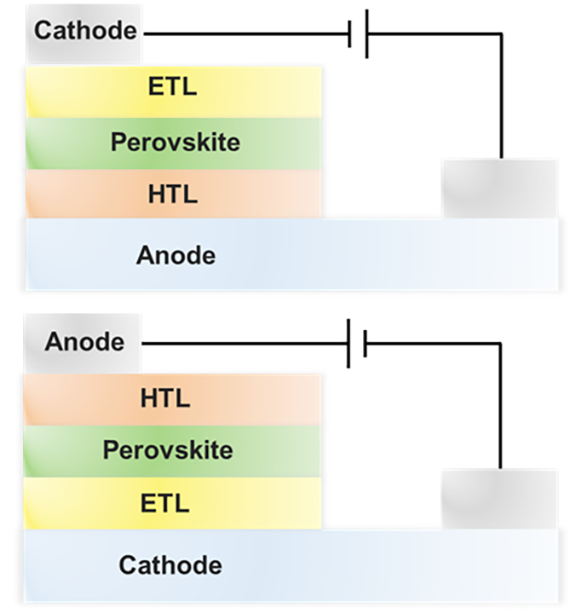 Cathode
ETL
Perovskite
HTL
Anode
Anode
HTL
Perovskite
ETL
Cathode